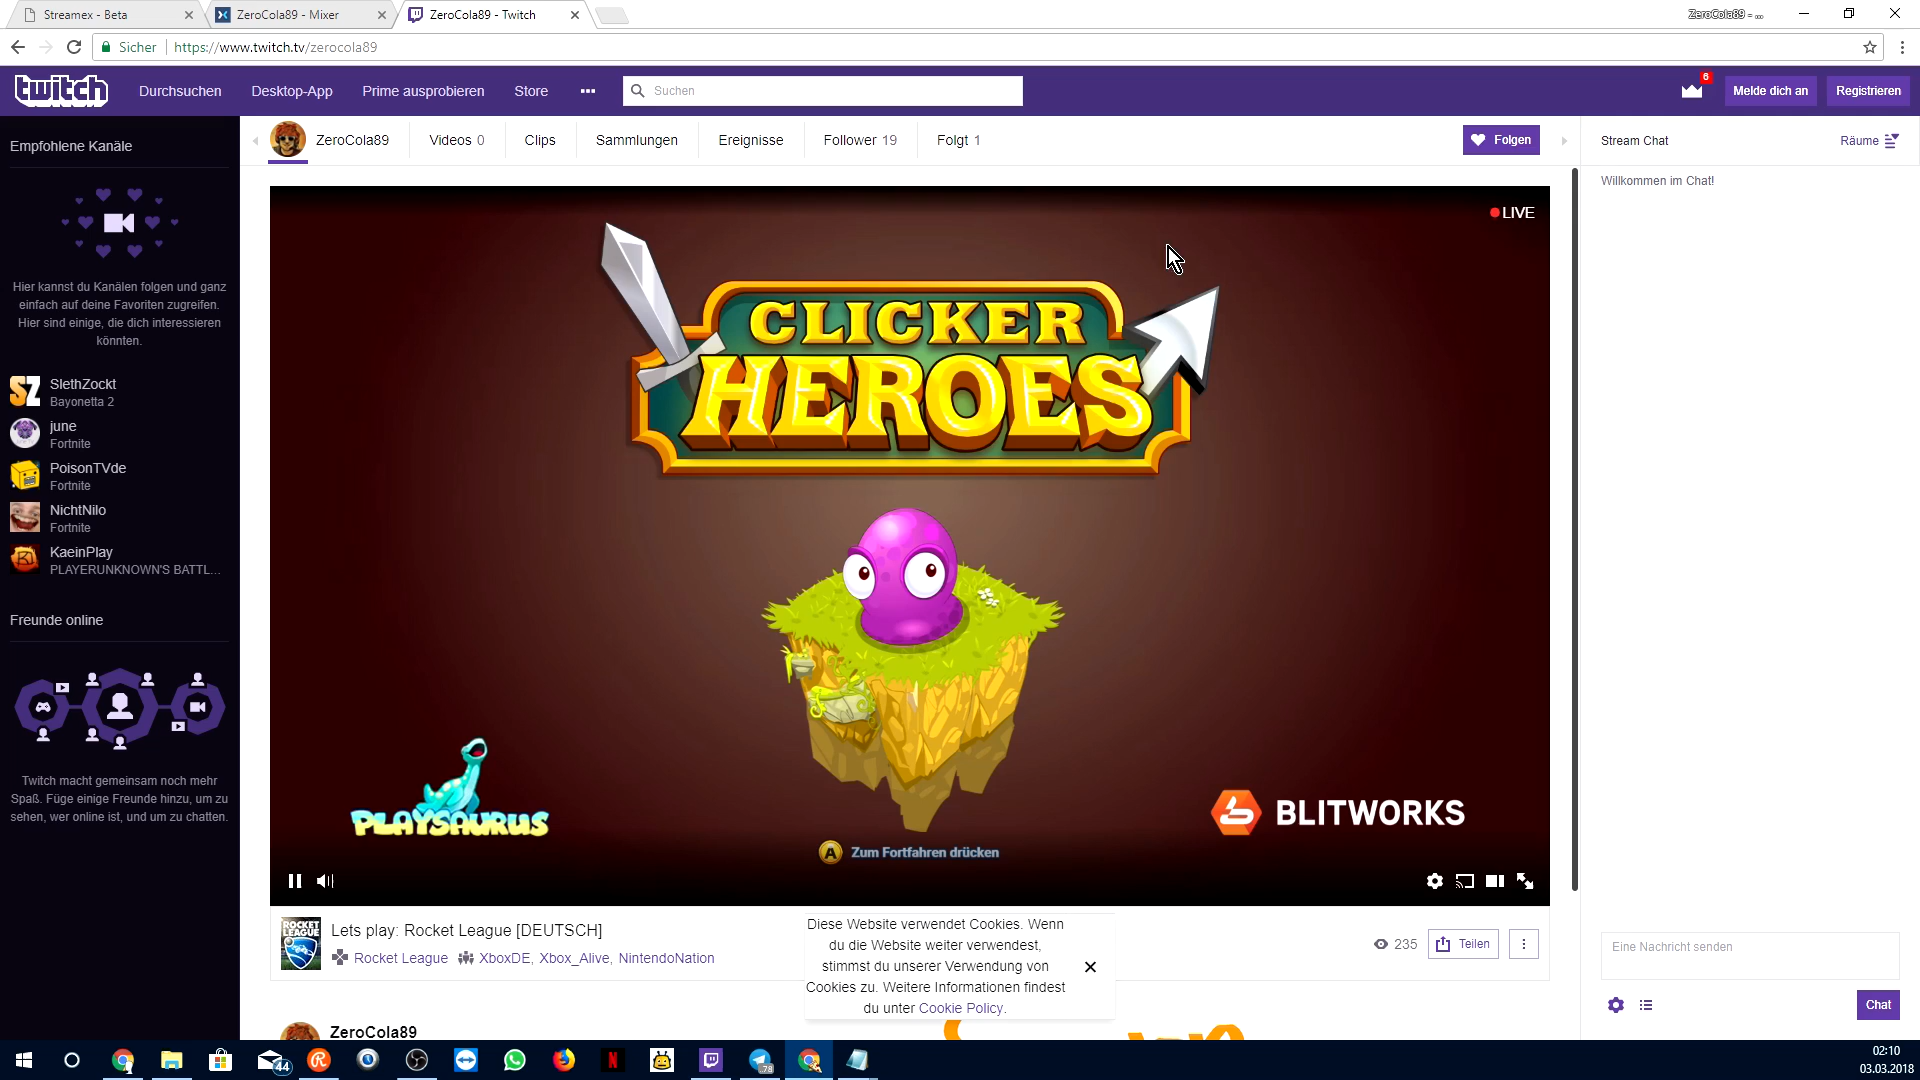 Streamex - Beta
ZeroCola89 - Mixer
ZeroCola89 - Twitch
Sicher
https://www.twitch.tv/zerocola89
twitch
Durchsuchen
Desktop-App
Prime ausprobieren
Store
Suchen
6
Melde dich an
Registrieren
Empfohlene Kanäle
Hier kannst du Kanälen folgen und ganz
einfach auf deine Favoriten zugreifen.
Hier sind einige, die dich interessieren
könnten.
SlethZockt
Bayonetta 2
june
Fortnite
PoisonTVde
Fortnite
NichtNilo
Fortnite
KaeinPlay
PLAYERUNKNOWN'S BATTL...
Freunde online
Twitch macht gemeinsam noch mehr
Spaß. Füge einige Freunde hinzu, um zu
sehen, wer online ist, und um zu chatten.
ZeroCola89
Videos 0
Clips
Sammlungen
Ereignisse
Follower 19
Folgt 1
Folgen
LIVE
CLICKER
HEROES
PLAYSAURUS
BLITWORKS
A Zum Fortfahren drücken
ROCKET
LEAGUE
Lets play: Rocket League [DEUTSCH]
Rocket League
XboxDE, Xbox_Alive, NintendoNation
Diese Website verwendet Cookies. Wenn
du die Website weiter verwendest,
stimmst du unserer Verwendung von
Cookies zu. Weitere Informationen findest
du unter Cookie Policy.
235
Teilen
ZeroCola89
Stream Chat
Räume
Willkommen im Chat!
Eine Nachricht senden
Chat
44
78
02:10
03.03.2018